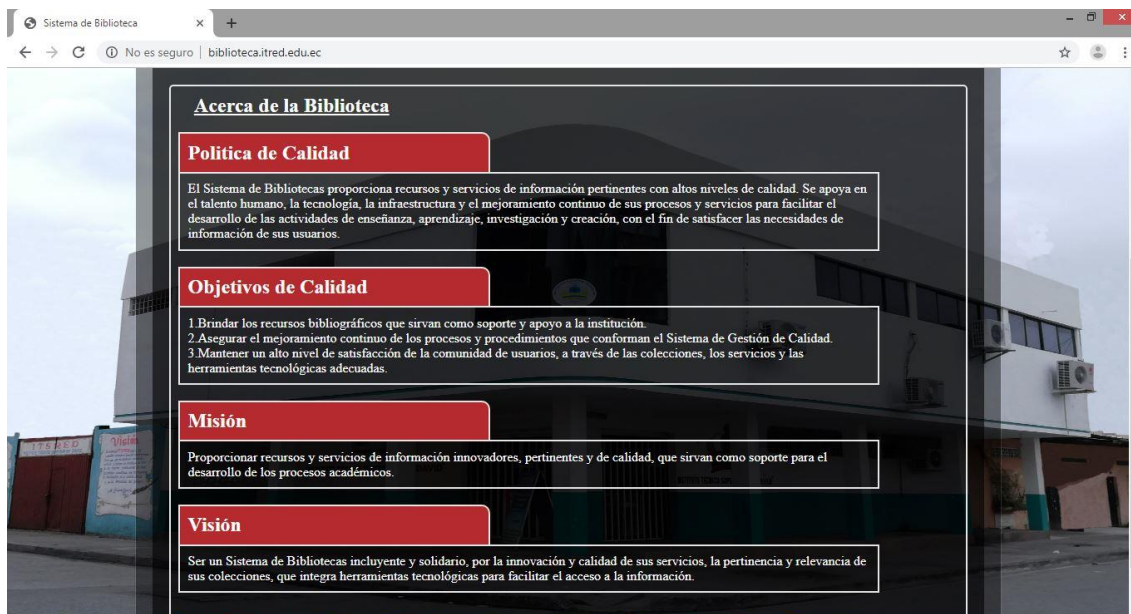 Sistema de Biblioteca
No es seguro | biblioteca.itred.edu.ec
Acerca de la Biblioteca
Politica de Calidad
El Sistema de Bibliotecas proporciona recursos y servicios de información pertinentes con altos niveles de calidad. Se apoya en
el talento humano, la tecnología, la infraestructura y el mejoramiento continuo de sus procesos y servicios para facilitar el
desarrollo de las actividades de enseñanza, aprendizaje, investigación y creación, con el fin de satisfacer las necesidades de
información de sus usuarios.
Objetivos de Calidad
1.Brindar los recursos bibliográficos que sirvan como soporte y apoyo a la institución.
2.Asegurar el mejoramiento continuo de los procesos y procedimientos que conforman el Sistema de Gestión de Calidad.
3.Mantener un alto nivel de satisfacción de la comunidad de usuarios, a través de las colecciones, los servicios y las
herramientas tecnológicas adecuadas.
Misión
Proporcionar recursos y servicios de información innovadores, pertinentes y de calidad, que sirvan como soporte para el
desarrollo de los procesos académicos.
ITSRED
Visión
Visión
Ser un Sistema de Bibliotecas incluyente y solidario, por la innovación y calidad de sus servicios, la pertinencia y relevancia de
sus colecciones, que integra herramientas tecnológicas para facilitar el acceso a la información.